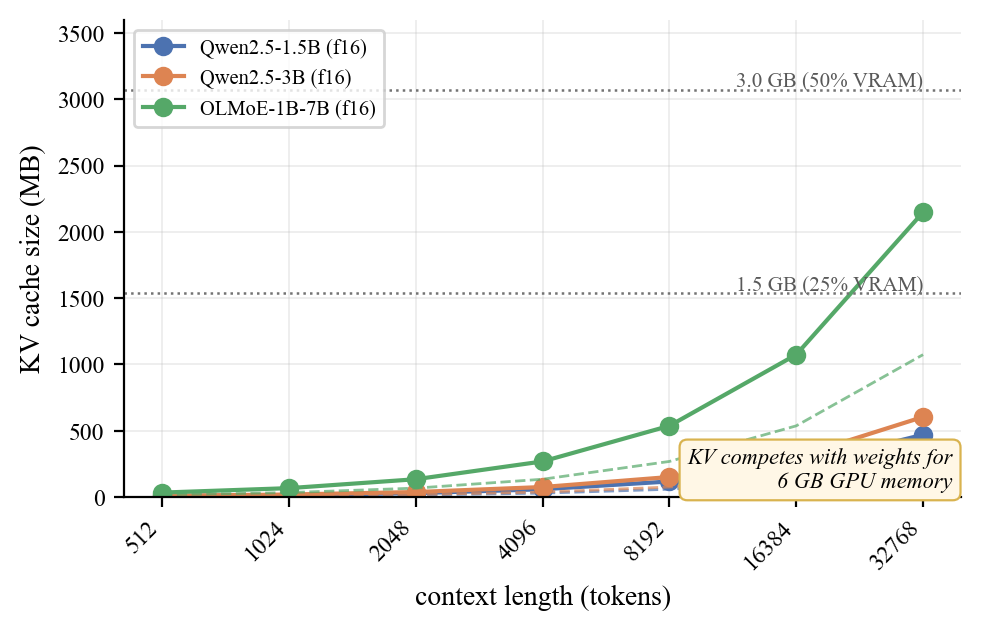 3500
3000
2500
2000
1500
1000
500
0
KV cache size (MB)
Qwen2.5-1.5B (f16)
Qwen2.5-3B (f16)
OLMoE-1B-7B (f16)
3.0 GB (50% VRAM)
1.5 GB (25% VRAM)
KV competes with weights for
6 GB GPU memory
512
1024
2048
4096
8192
16384
32768
context length (tokens)